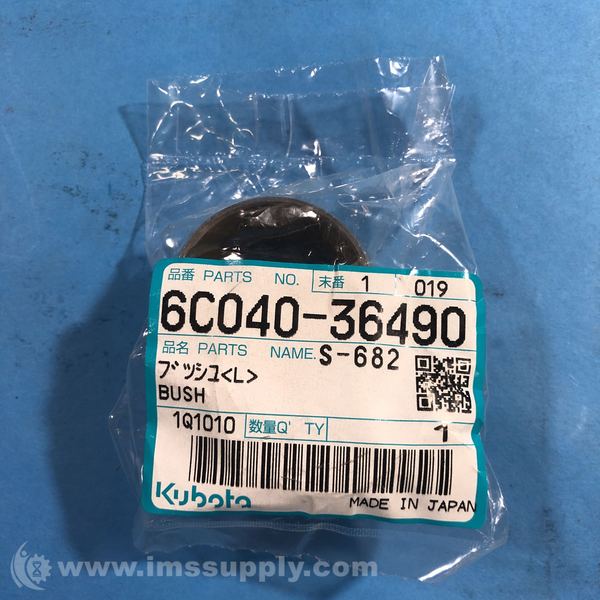 品番 PARTS NO. 末番 1 019
6C040-36490
品名 PARTS NAME. S-682
ブッシュ<L>
BUSH
1Q1010 数量Q' TY 1
Kubota
MADE IN JAPAN
www.imssupply.com